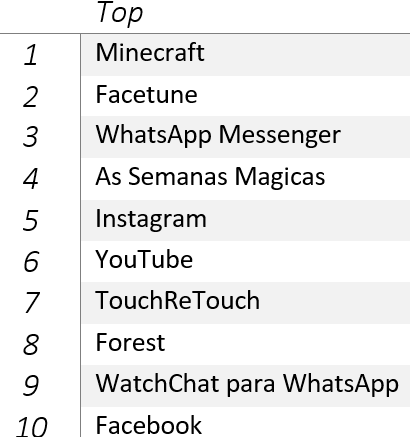 Top
1 Minecraft
2 Facetune
3 WhatsApp Messenger
4 As Semanas Magicas
5 Instagram
6 YouTube
7 TouchReTouch
8 Forest
9 WatchChat para WhatsApp
10 Facebook